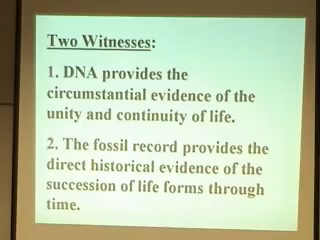 Two Witnesses:
1. DNA provides the
circumstantial evidence of the
unity and continuity of life.
2. The fossil record provides the
direct historical evidence of the
succession of life forms through
time.